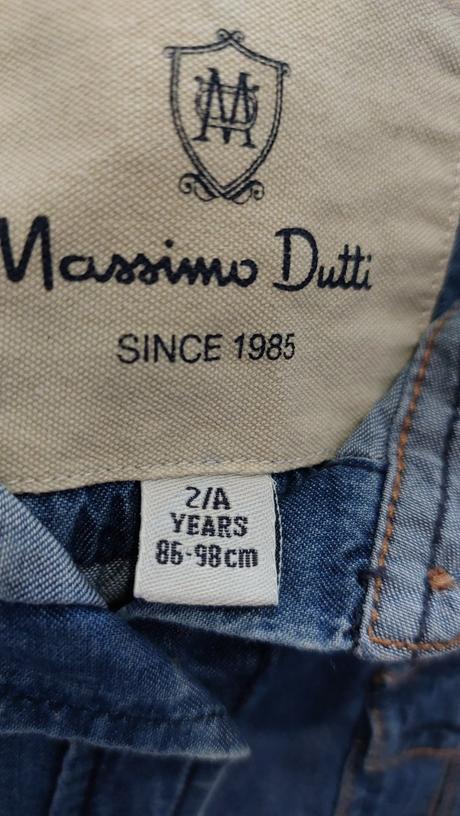 MD
Massimo Dutti
SINCE 1985
2/A
YEARS
86-98cm